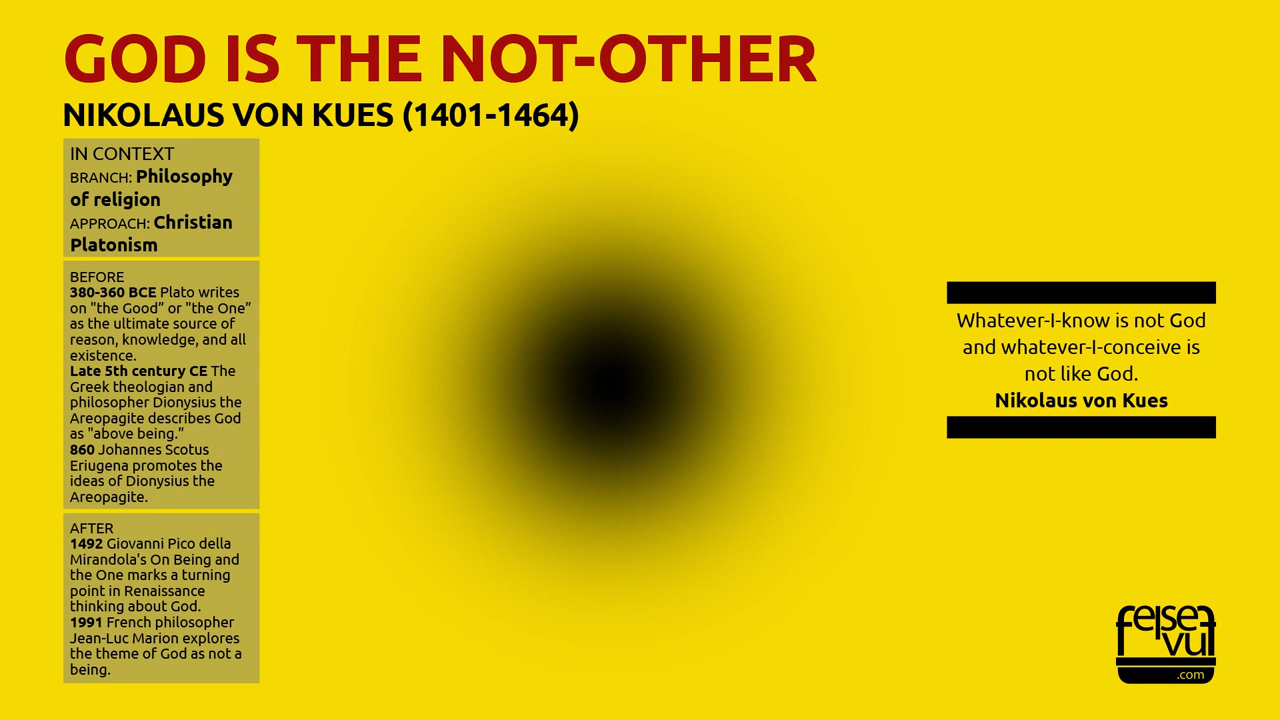 GOD IS THE NOT-OTHER
NIKOLAUS VON KUES (1401-1464)
IN CONTEXT
BRANCH: Philosophy
of religion
APPROACH: Christian
Platonism
BEFORE
380-360 BCE Plato writes
on "the Good” or "the One”
as the ultimate source of
reason, knowledge, and all
existence.
Late 5th century CE The
Greek theologian and
philosopher Dionysius the
Areopagite describes God
as "above being.”
860 Johannes Scotus
Eriugena promotes the
ideas of Dionysius the
Areopagite.
AFTER
1492 Giovanni Pico della
Mirandola's On Being and
the One marks a turning
point in Renaissance
thinking about God.
1991 French philosopher
Jean-Luc Marion explores
the theme of God as not a
being.
Whatever-I-know is not God
and whatever-I-conceive is
not like God.
Nikolaus von Kues
.com